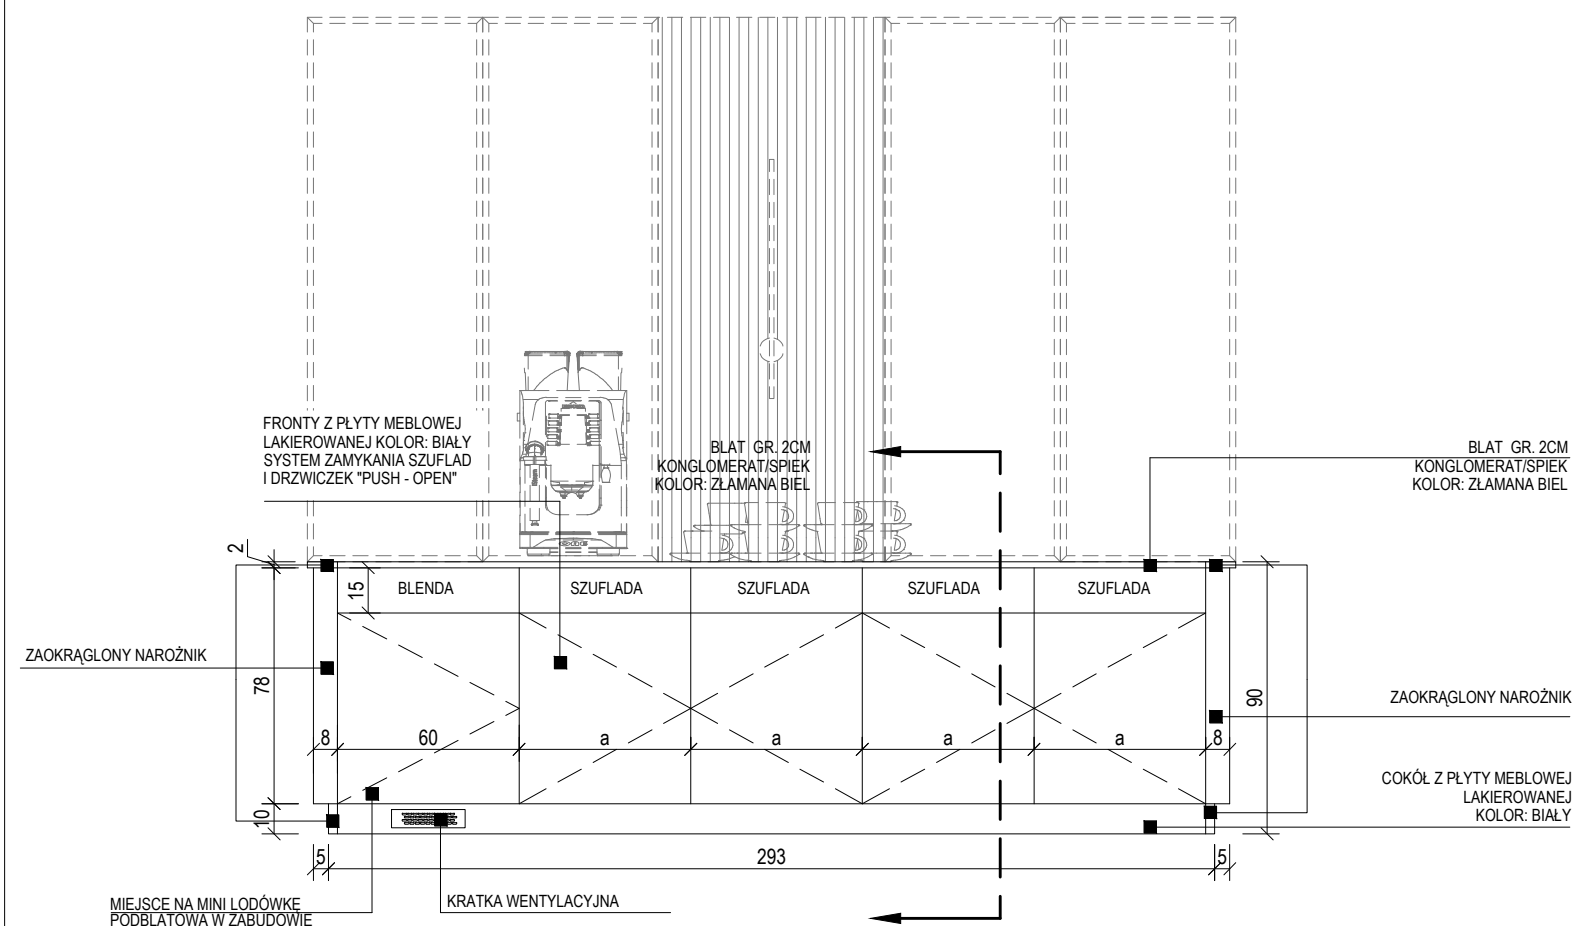 FRONTY Z PŁYTY MEBLOWEJ
LAKIEROWANEJ KOLOR: BIAŁY
SYSTEM ZAMYKANIA SZUFLAD
I DRZWICZEK "PUSH - OPEN"
BLAT GR. 2CM
KONGLOMERAT/SPIEK
KOLOR: ZŁAMANA BIEL
BLAT GR. 2CM
KONGLOMERAT/SPIEK
KOLOR: ZŁAMANA BIEL
2
15
BLENDA
SZUFLADA
SZUFLADA
SZUFLADA
SZUFLADA
ZAOKRĄGLONY NAROŻNIK
78
90
ZAOKRĄGLONY NAROŻNIK
8
60
a
a
a
a
8
COKÓŁ Z PŁYTY MEBLOWEJ
LAKIEROWANEJ
KOLOR: BIAŁY
10
5
293
5
MIEJSCE NA MINI LODÓWKĘ
PODBLATOWA W ZABUDOWIE
KRATKA WENTYLACYJNA